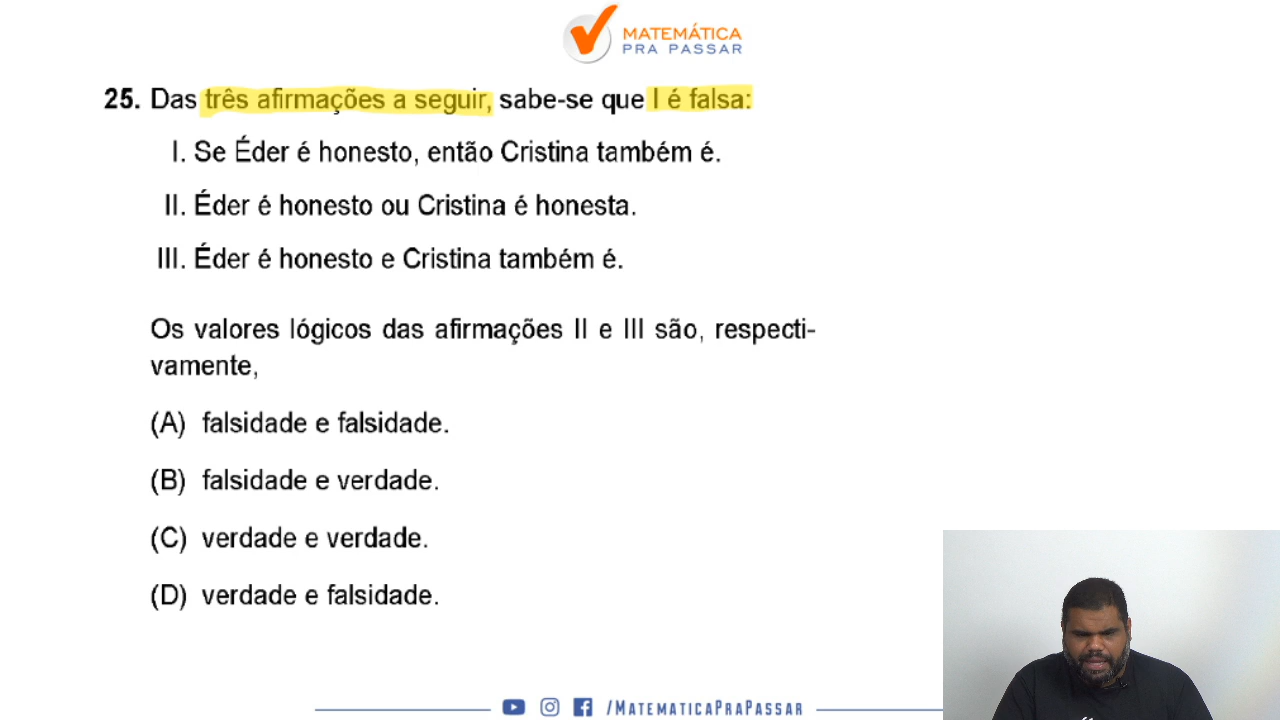 MATEMÁTICA
PRA PASSAR
25. Das três afirmações a seguir, sabe-se que I é falsa:
I. Se Éder é honesto, então Cristina também é.
II. Éder é honesto ou Cristina é honesta.
III. Éder é honesto e Cristina também é.
Os valores lógicos das afirmações II e III são, respecti-
vamente,
(A) falsidade e falsidade.
(B) falsidade e verdade.
(C) verdade e verdade.
(D) verdade e falsidade.
/MATEMATICAPRAPASSAR